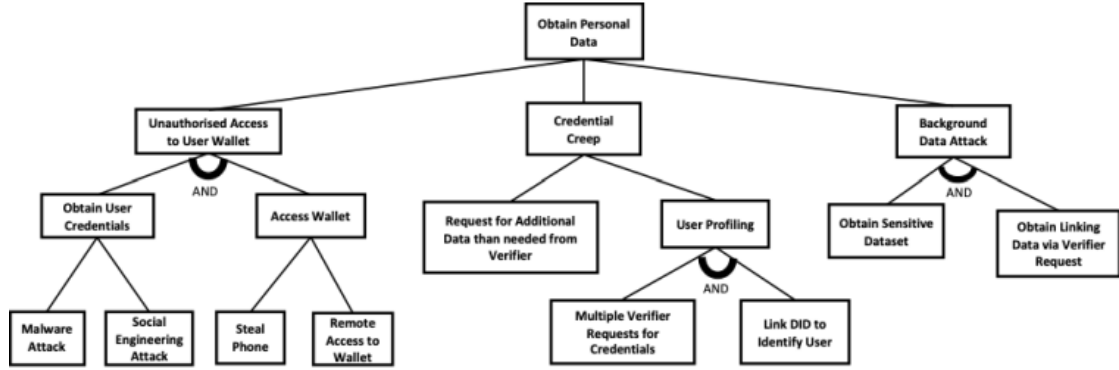 Obtain Personal
Data
Unauthorised Access
to User Wallet
Credential
Creep
Background
Data Attack
AND
AND
Obtain User
Credentials
Access Wallet
Request for Additional
Data than needed from
Verifier
User Profiling
Obtain Sensitive
Dataset
Obtain Linking
Data via Verifier
Request
AND
Malware
Attack
Social
Engineering
Attack
Steal
Phone
Remote
Access to
Wallet
Multiple Verifier
Requests for
Credentials
Link DID to
Identify User